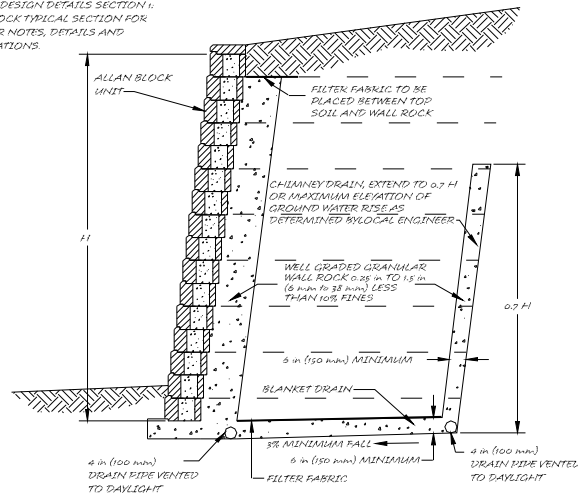 DESIGN DETAILS SECTION 1:
OCK TYPICAL SECTION FOR
R NOTES, DETAILS AND
ATIONS.
ALLAN BLOCK
UNIT
FILTER FABRIC TO BE
PLACED BETWEEN TOP
SOIL AND WALL ROCK
CHIMNEY DRAIN, EXTEND TO 0.7 H
OR MAXIMUM ELEVATION OF
GROUND WATER RISE AS
DETERMINED BYLOCAL ENGINEER
H
WELL GRADED GRANULAR
WALL ROCK 0.25 in TO 1.5 in
(6 mm to 38 mm) LESS
THAN 10% FINES
0.7 H
6 in (150 mm) MINIMUM
BLANKET DRAIN
3% MINIMUM FALL
6 in (150 mm) MINIMUM
4 in (100 mm)
DRAIN PIPE VENTED
TO DAYLIGHT
FILTER FABRIC
4 in (100 mm)
DRAIN PIPE VENTED
TO DAYLIGHT